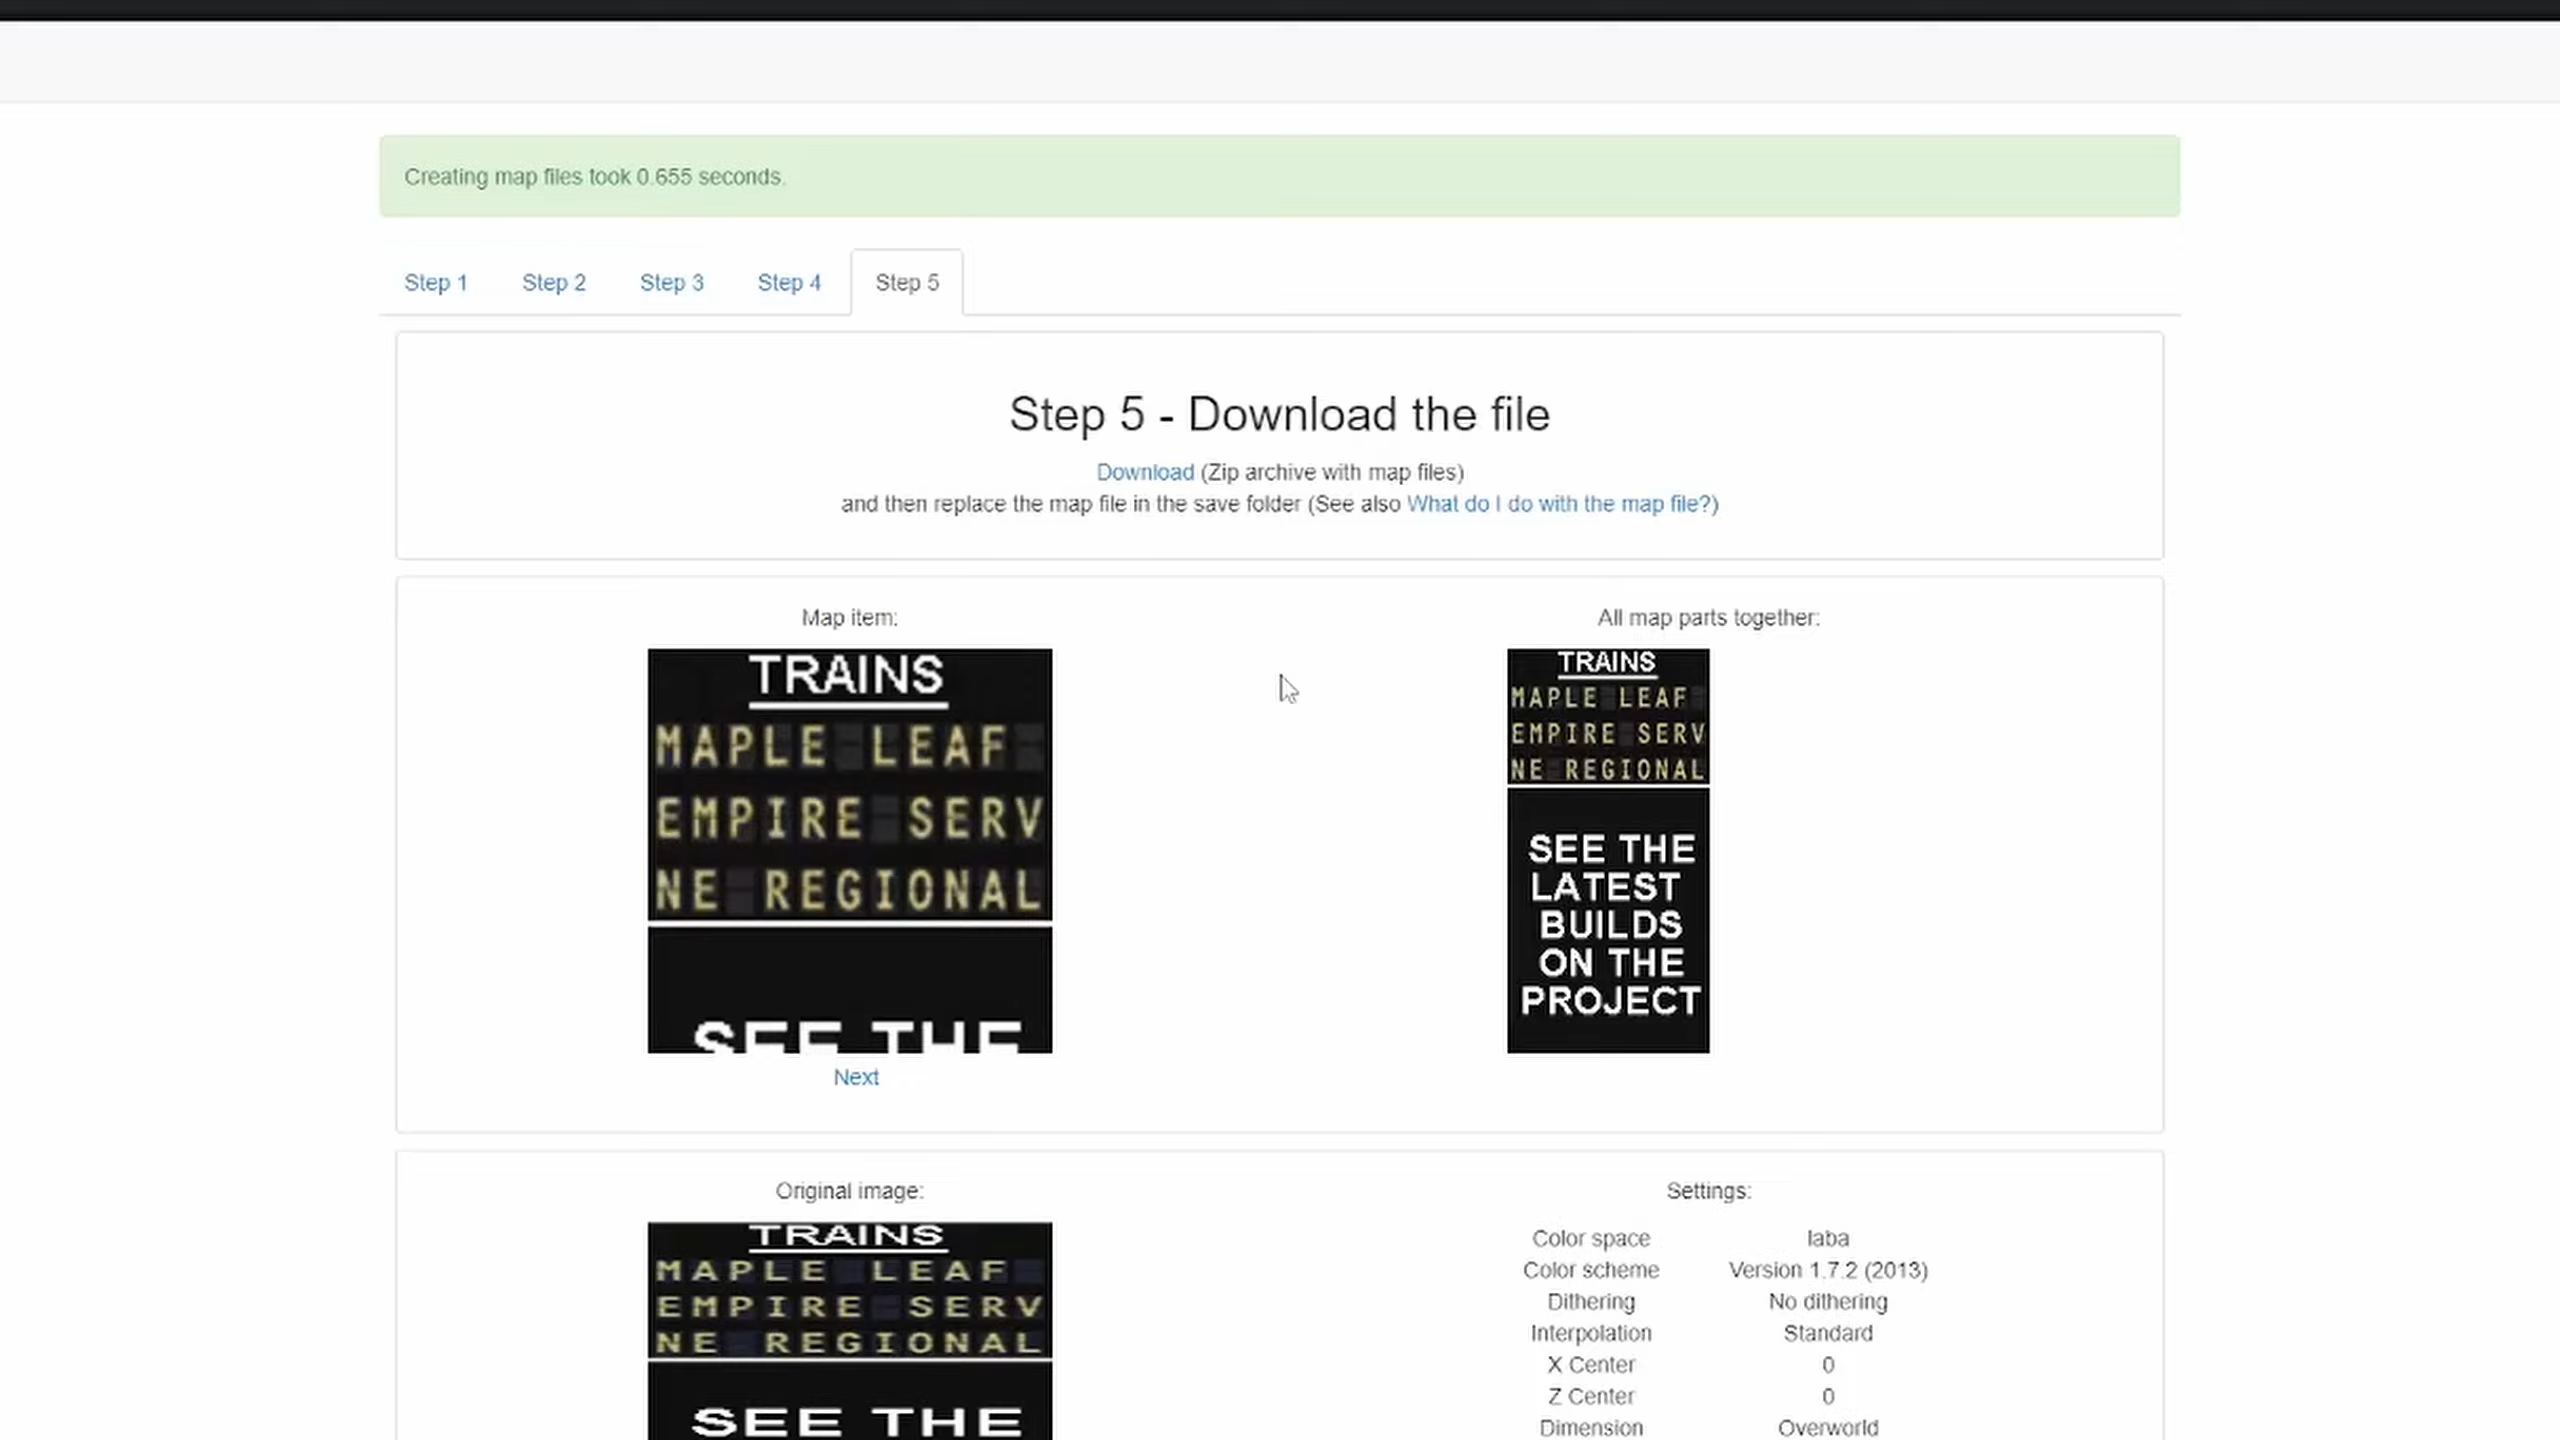 Creating map files took 0.655 seconds.
Step 1 Step 2 Step 3 Step 4 Step 5
Step 5 - Download the file
Download (Zip archive with map files)
and then replace the map file in the save folder (See also What do I do with the map file?)
Map item:
TRAINS
MAPLE LEAF
EMPIRE SERV
NE REGIONAL
SEE THE
Next
All map parts together:
TRAINS
MAPLE LEAF
EMPIRE SERV
NE REGIONAL
SEE THE
LATEST
BUILDS
ON THE
PROJECT
Original image:
TRAINS
MAPLE LEAF
EMPIRE SERV
NE REGIONAL
SEE THE
Settings:
Color space laba
Color scheme Version 1.7.2 (2013)
Dithering No dithering
Interpolation Standard
X Center 0
Z Center 0
Dimension Overworld